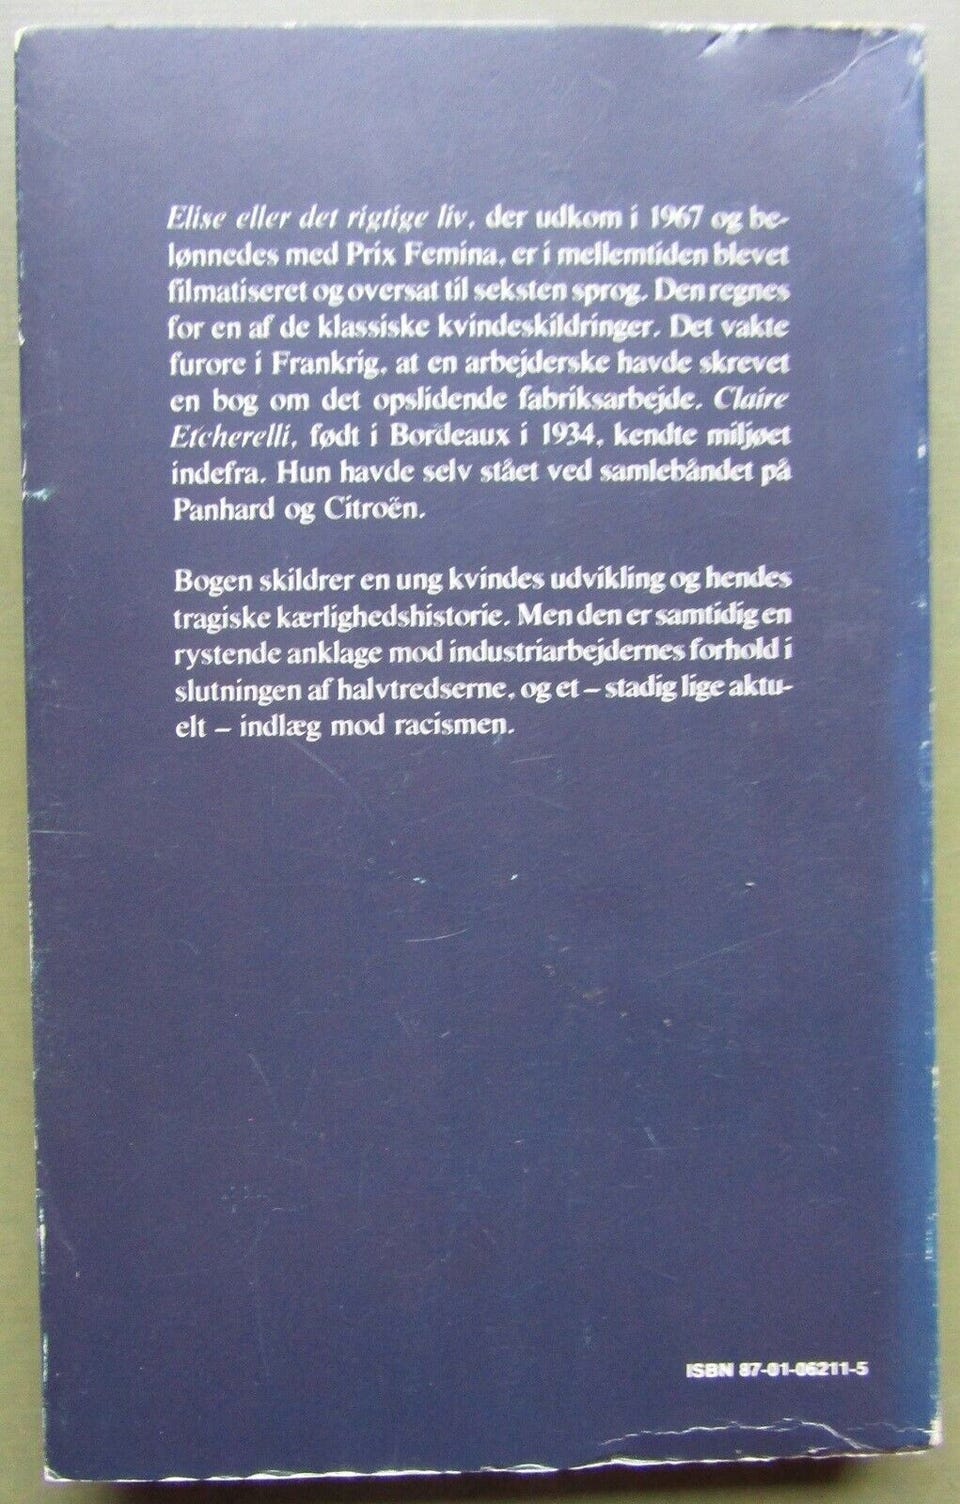 Elise eller det rigtige liv, der udkom i 1967 og be-
lønnedes med Prix Femina, er i mellemtiden blevet
filmatiseret og oversat til seksten sprog. Den regnes
for en af de klassiske kvindeskildringer. Det vakte
furore i Frankrig, at en arbejderske havde skrevet
en bog om det opslidende fabriksarbejde. Claire
Etcherelli, født i Bordeaux i 1934, kendte miljøet
indefra. Hun havde selv stået ved samlebåndet på
Panhard og Citroën.
Bogen skildrer en ung kvindes udvikling og hendes
tragiske kærlighedshistorie. Men den er samtidig en
rystende anklage mod industriarbejdernes forhold i
slutningen af halvtredserne, og et – stadig lige aktu-
elt – indlæg mod racismen.
ISBN 87-01-06211-5